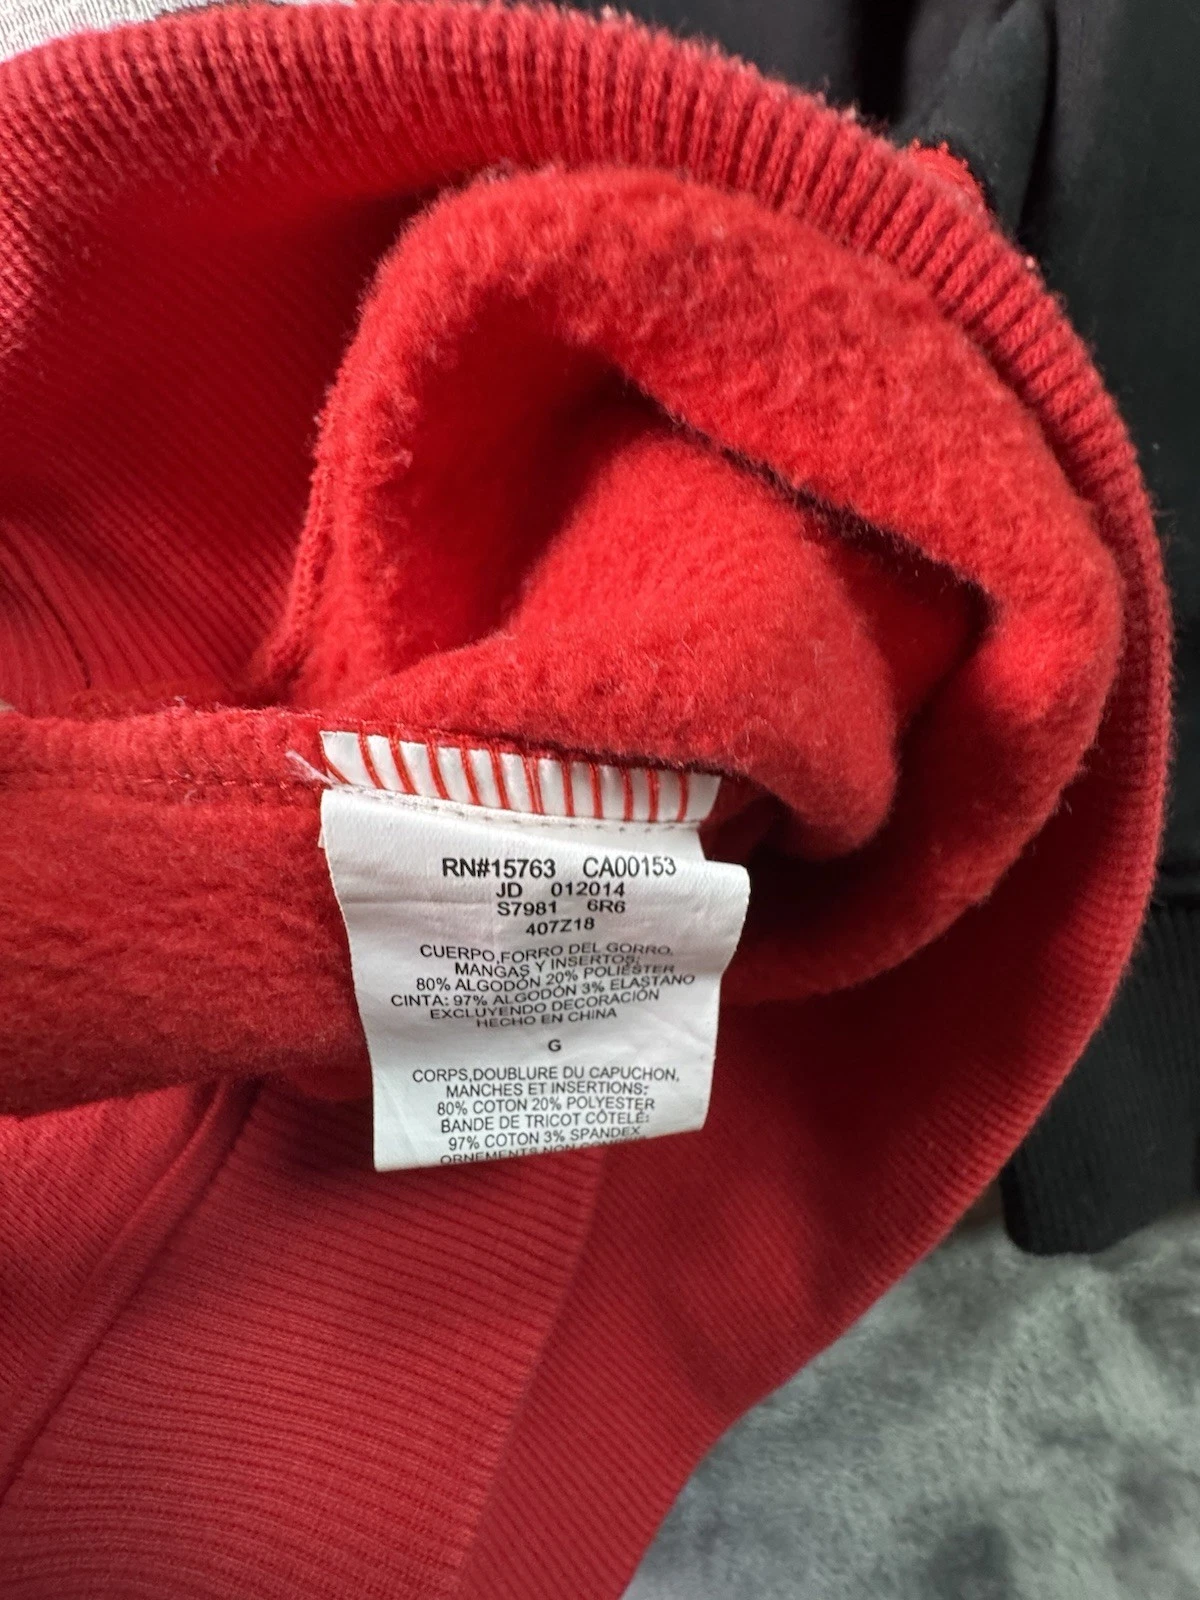 RN#15763 CA00153
JD 012014
S7981 6R6
407Z18
CUERPO,FORRO DEL GORRO,
MANGAS Y INSERTOS:
80% ALGODÓN 20% POLIÉSTER
CINTA: 97% ALGODÓN 3% ELASTANO
EXCLUYENDO DECORACIÓN
HECHO EN CHINA
G
CORPS,DOUBLURE DU CAPUCHON,
MANCHES ET INSERTIONS:
80% COTON 20% POLYESTER
BANDE DE TRICOT CÔTELÉ:
97% COTON 3% SPANDEX
ORNEMENTS NON